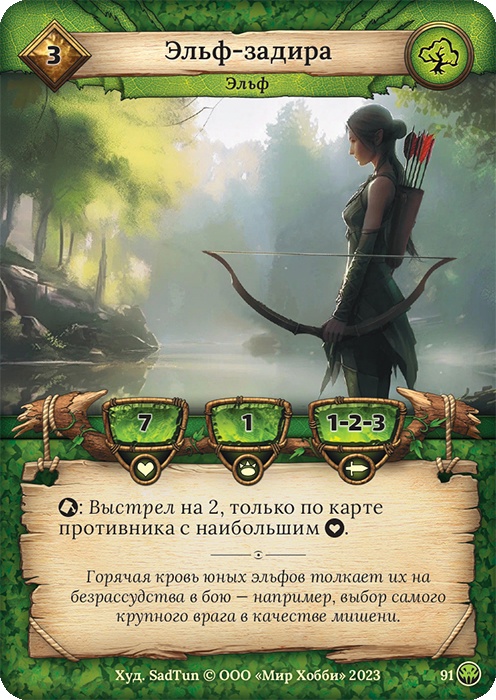 3
Эльф-задира
Эльф
7
1
1-2-3
: Выстрел на 2, только по карте
противника с наибольшим .
Горячая кровь юных эльфов толкает их на
безрассудства в бою — например, выбор самого
крупного врага в качестве мишени.
Худ. SadTun © ООО «Мир Хобби» 2023
91